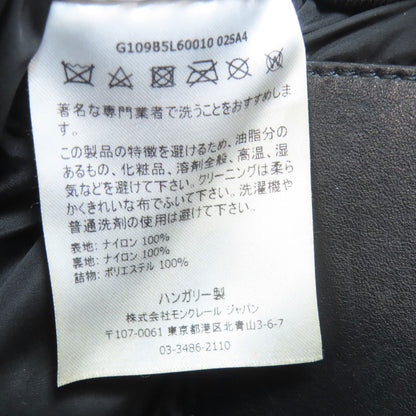 G109B5L60010 02SA4
著名な専門業者で洗うことをおすすめしま
す。
この製品の特徴を避けるため、油脂分の
あるもの、化粧品、溶剤全般、高温、湿
気などを避けて下さい。クリーニングは柔ら
かくきれいな布でふいて下さい。洗濯機や
普通洗剤の使用は避けて下さい。
表地: ナイロン 100%
裏地: ナイロン 100%
詰物: ポリエステル 100%
ハンガリー製
株式会社モンクレール ジャパン
〒107-0061 東京都港区北青山3-6-7
03-3486-2110